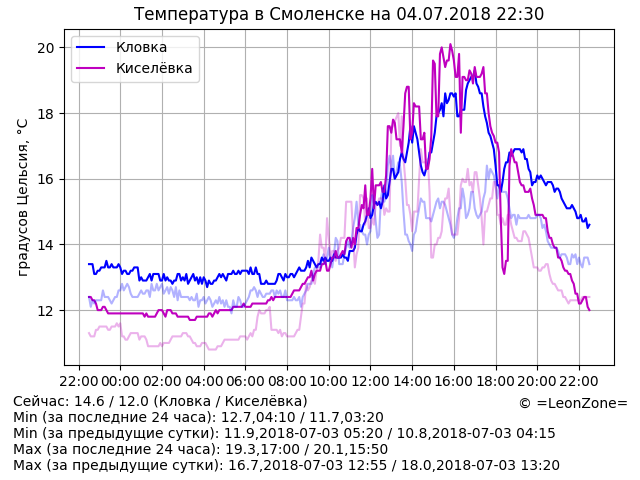 Температура в Смоленске на 04.07.2018 22:30
Кловка
Киселёвка
градусов Цельсия, °C
20
18
16
14
12
22:00 00:00 02:00 04:00 06:00 08:00 10:00 12:00 14:00 16:00 18:00 20:00 22:00
Сейчас: 14.6 / 12.0 (Кловка / Киселёвка)
© =LeonZone=
Min (за последние 24 часа): 12.7,04:10 / 11.7,03:20
Min (за предыдущие сутки): 11.9,2018-07-03 05:20 / 10.8,2018-07-03 04:15
Max (за последние 24 часа): 19.3,17:00 / 20.1,15:50
Max (за предыдущие сутки): 16.7,2018-07-03 12:55 / 18.0,2018-07-03 13:20